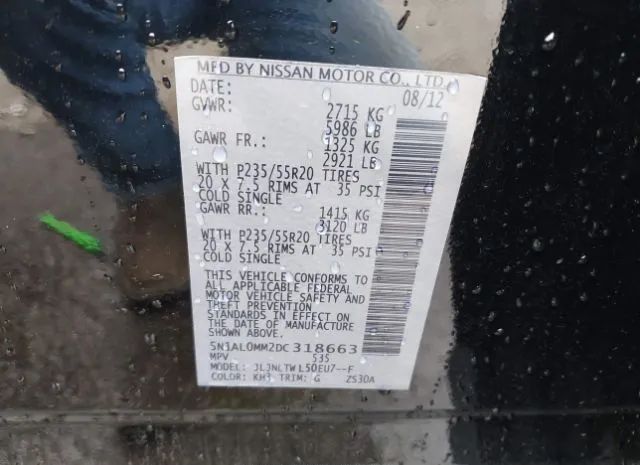 MFD BY NISSAN MOTOR CO., LTD.
DATE: 08/12
GVWR: 2715 KG
5986 LB
GAWR FR.: 1325 KG
2921 LB
WITH P235/55R20 TIRES
20 X 7.5 RIMS AT 35 PSI
COLD SINGLE
GAWR RR.: 1415 KG
3120 LB
WITH P235/55R20 TIRES
20 X 7.5 RIMS AT 35 PSI
COLD SINGLE
THIS VEHICLE CONFORMS TO
ALL APPLICABLE FEDERAL
MOTOR VEHICLE SAFETY AND
THEFT PREVENTION
STANDARDS IN EFFECT ON
THE DATE OF MANUFACTURE
SHOWN ABOVE.
5N1AL0MM2DC318663
MPV 535
MODEL: JLJNLTWL50EU7--F
COLOR: KH3 TRIM: G ZS30A